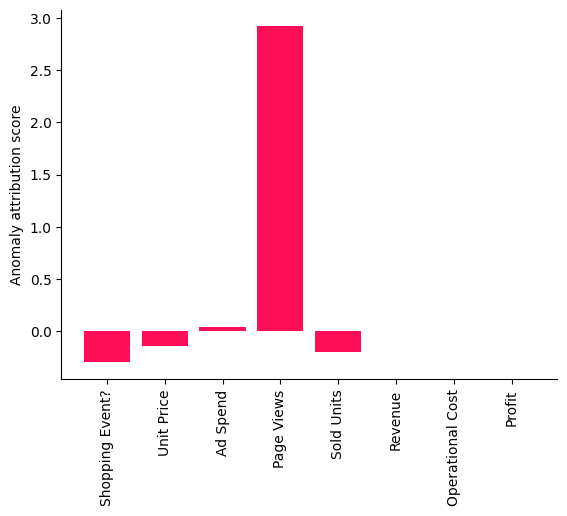 Anomaly attribution score
3.0
2.5
2.0
1.5
1.0
0.5
0.0
Shopping Event?
Unit Price
Ad Spend
Page Views
Sold Units
Revenue
Operational Cost
Profit